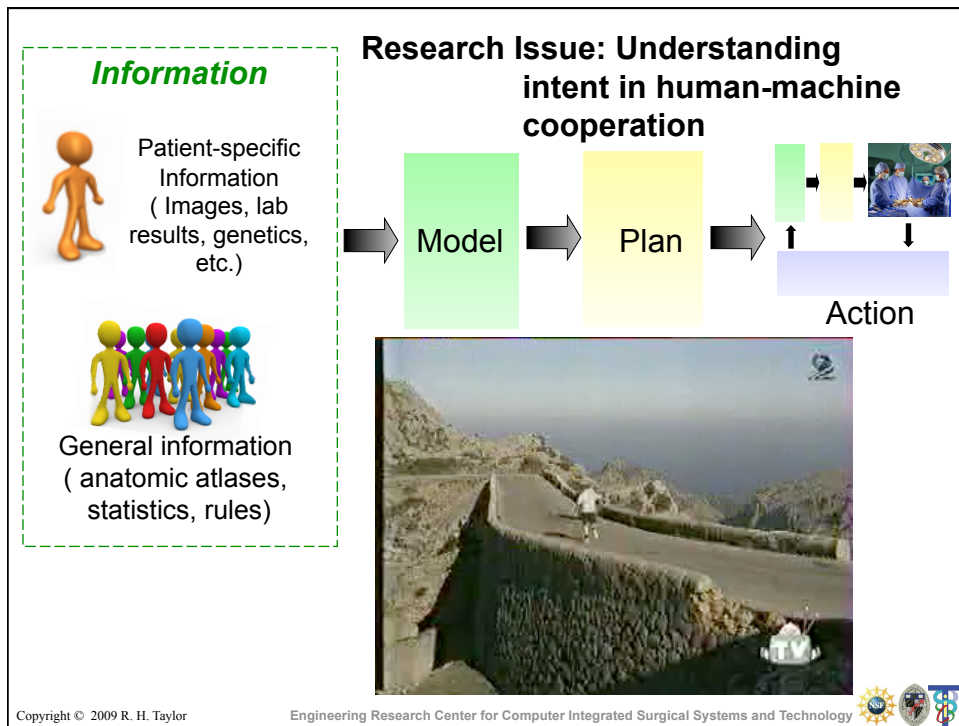 Research Issue: Understanding
intent in human-machine
cooperation
Information
Patient-specific
Information
( Images, lab
results, genetics,
etc.)
General information
( anatomic atlases,
statistics, rules)
Model
Plan
Action
TV
Copyright © 2009 R. H. Taylor
Engineering Research Center for Computer Integrated Surgical Systems and Technology
NSF